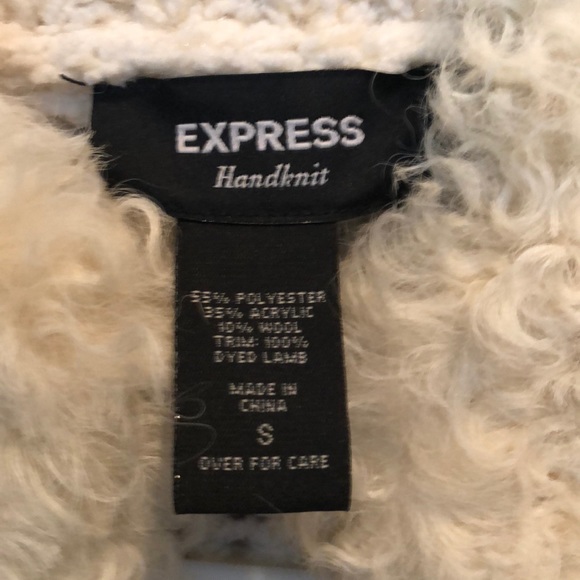 EXPRESS
Handknit
55% POLYESTER
35% ACRYLIC
10% WOOL
TRIM: 100%
DYED LAMB
MADE IN
CHINA
S
OVER FOR CARE